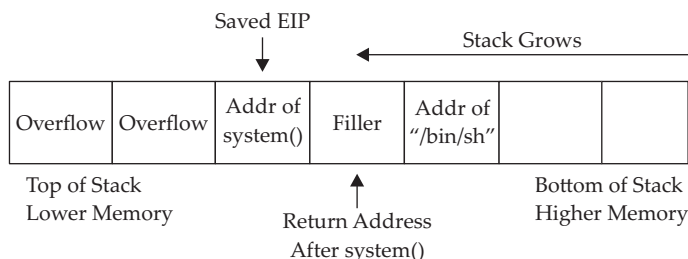 Saved EIP
Stack Grows
Overflow
Overflow
Addr of
system()
Filler
Addr of
“/bin/sh”
Top of Stack
Lower Memory
Bottom of Stack
Higher Memory
Return Address
After system()